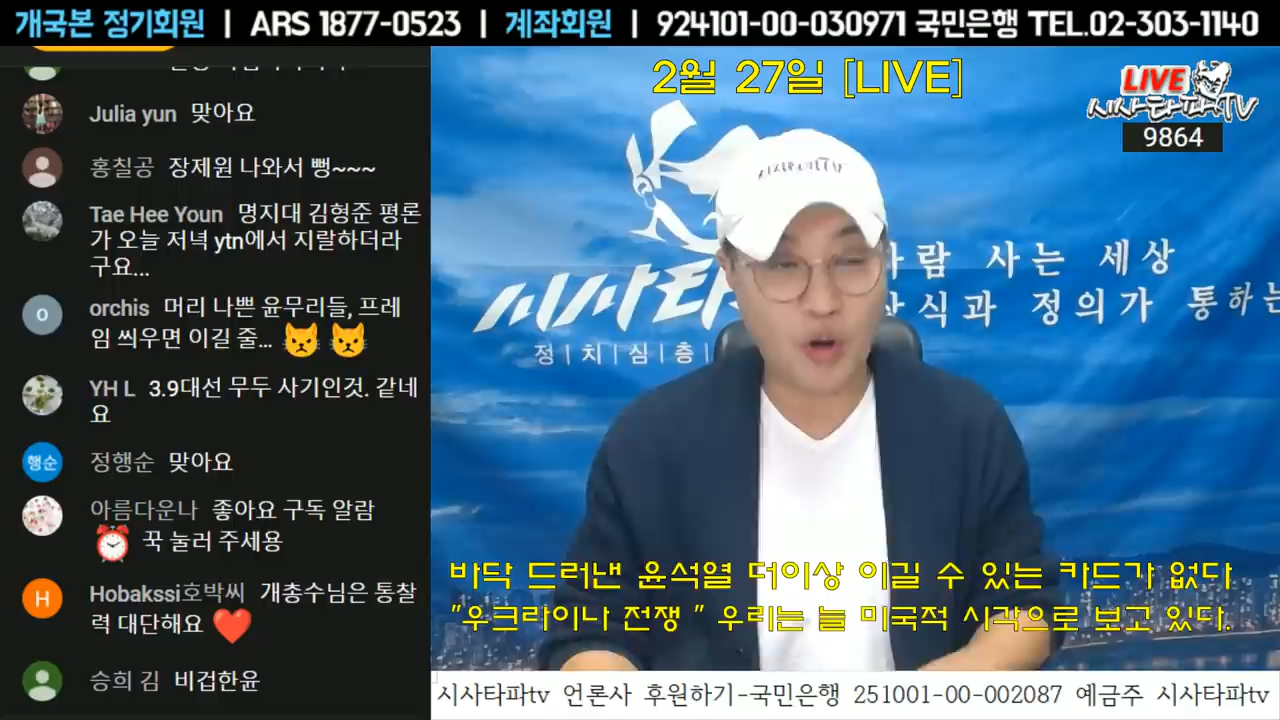 개국본 정기회원 | ARS 1877-0523 | 계좌회원 | 924101-00-030971 국민은행 TEL.02-303-1140
Julia yun 맞아요
홍칠공 장제원 나와서 뻥~~~
Tae Hee Youn 명지대 김형준 평론
가 오늘 저녁 ytn에서 지랄하더라
구요...
orchis 머리 나쁜 윤무리들, 프레
임 씌우면 이길 줄...
YH L 3.9대선 무두 사기인것. 같네
요
행순
정행순 맞아요
아름다운나 좋아요 구독 알람
꾹 눌러 주세용
H
Hobakssi호박씨 개총수님은 통찰
력 대단해요
승희 김 비겁한윤
2월 27일 [LIVE]
LIVE
시사타파TV
9864
시사타파TV
시사타
정|치|심|층|
사람 사는 세상
상식과 정의가 통하는
바닥 드러낸 윤석열 더이상 이길 수 있는 카드가 없다
"우크라이나 전쟁 " 우리는 늘 미국적 시각으로 보고 있다.
시사타파tv 언론사 후원하기-국민은행 251001-00-002087 예금주 시사타파tv